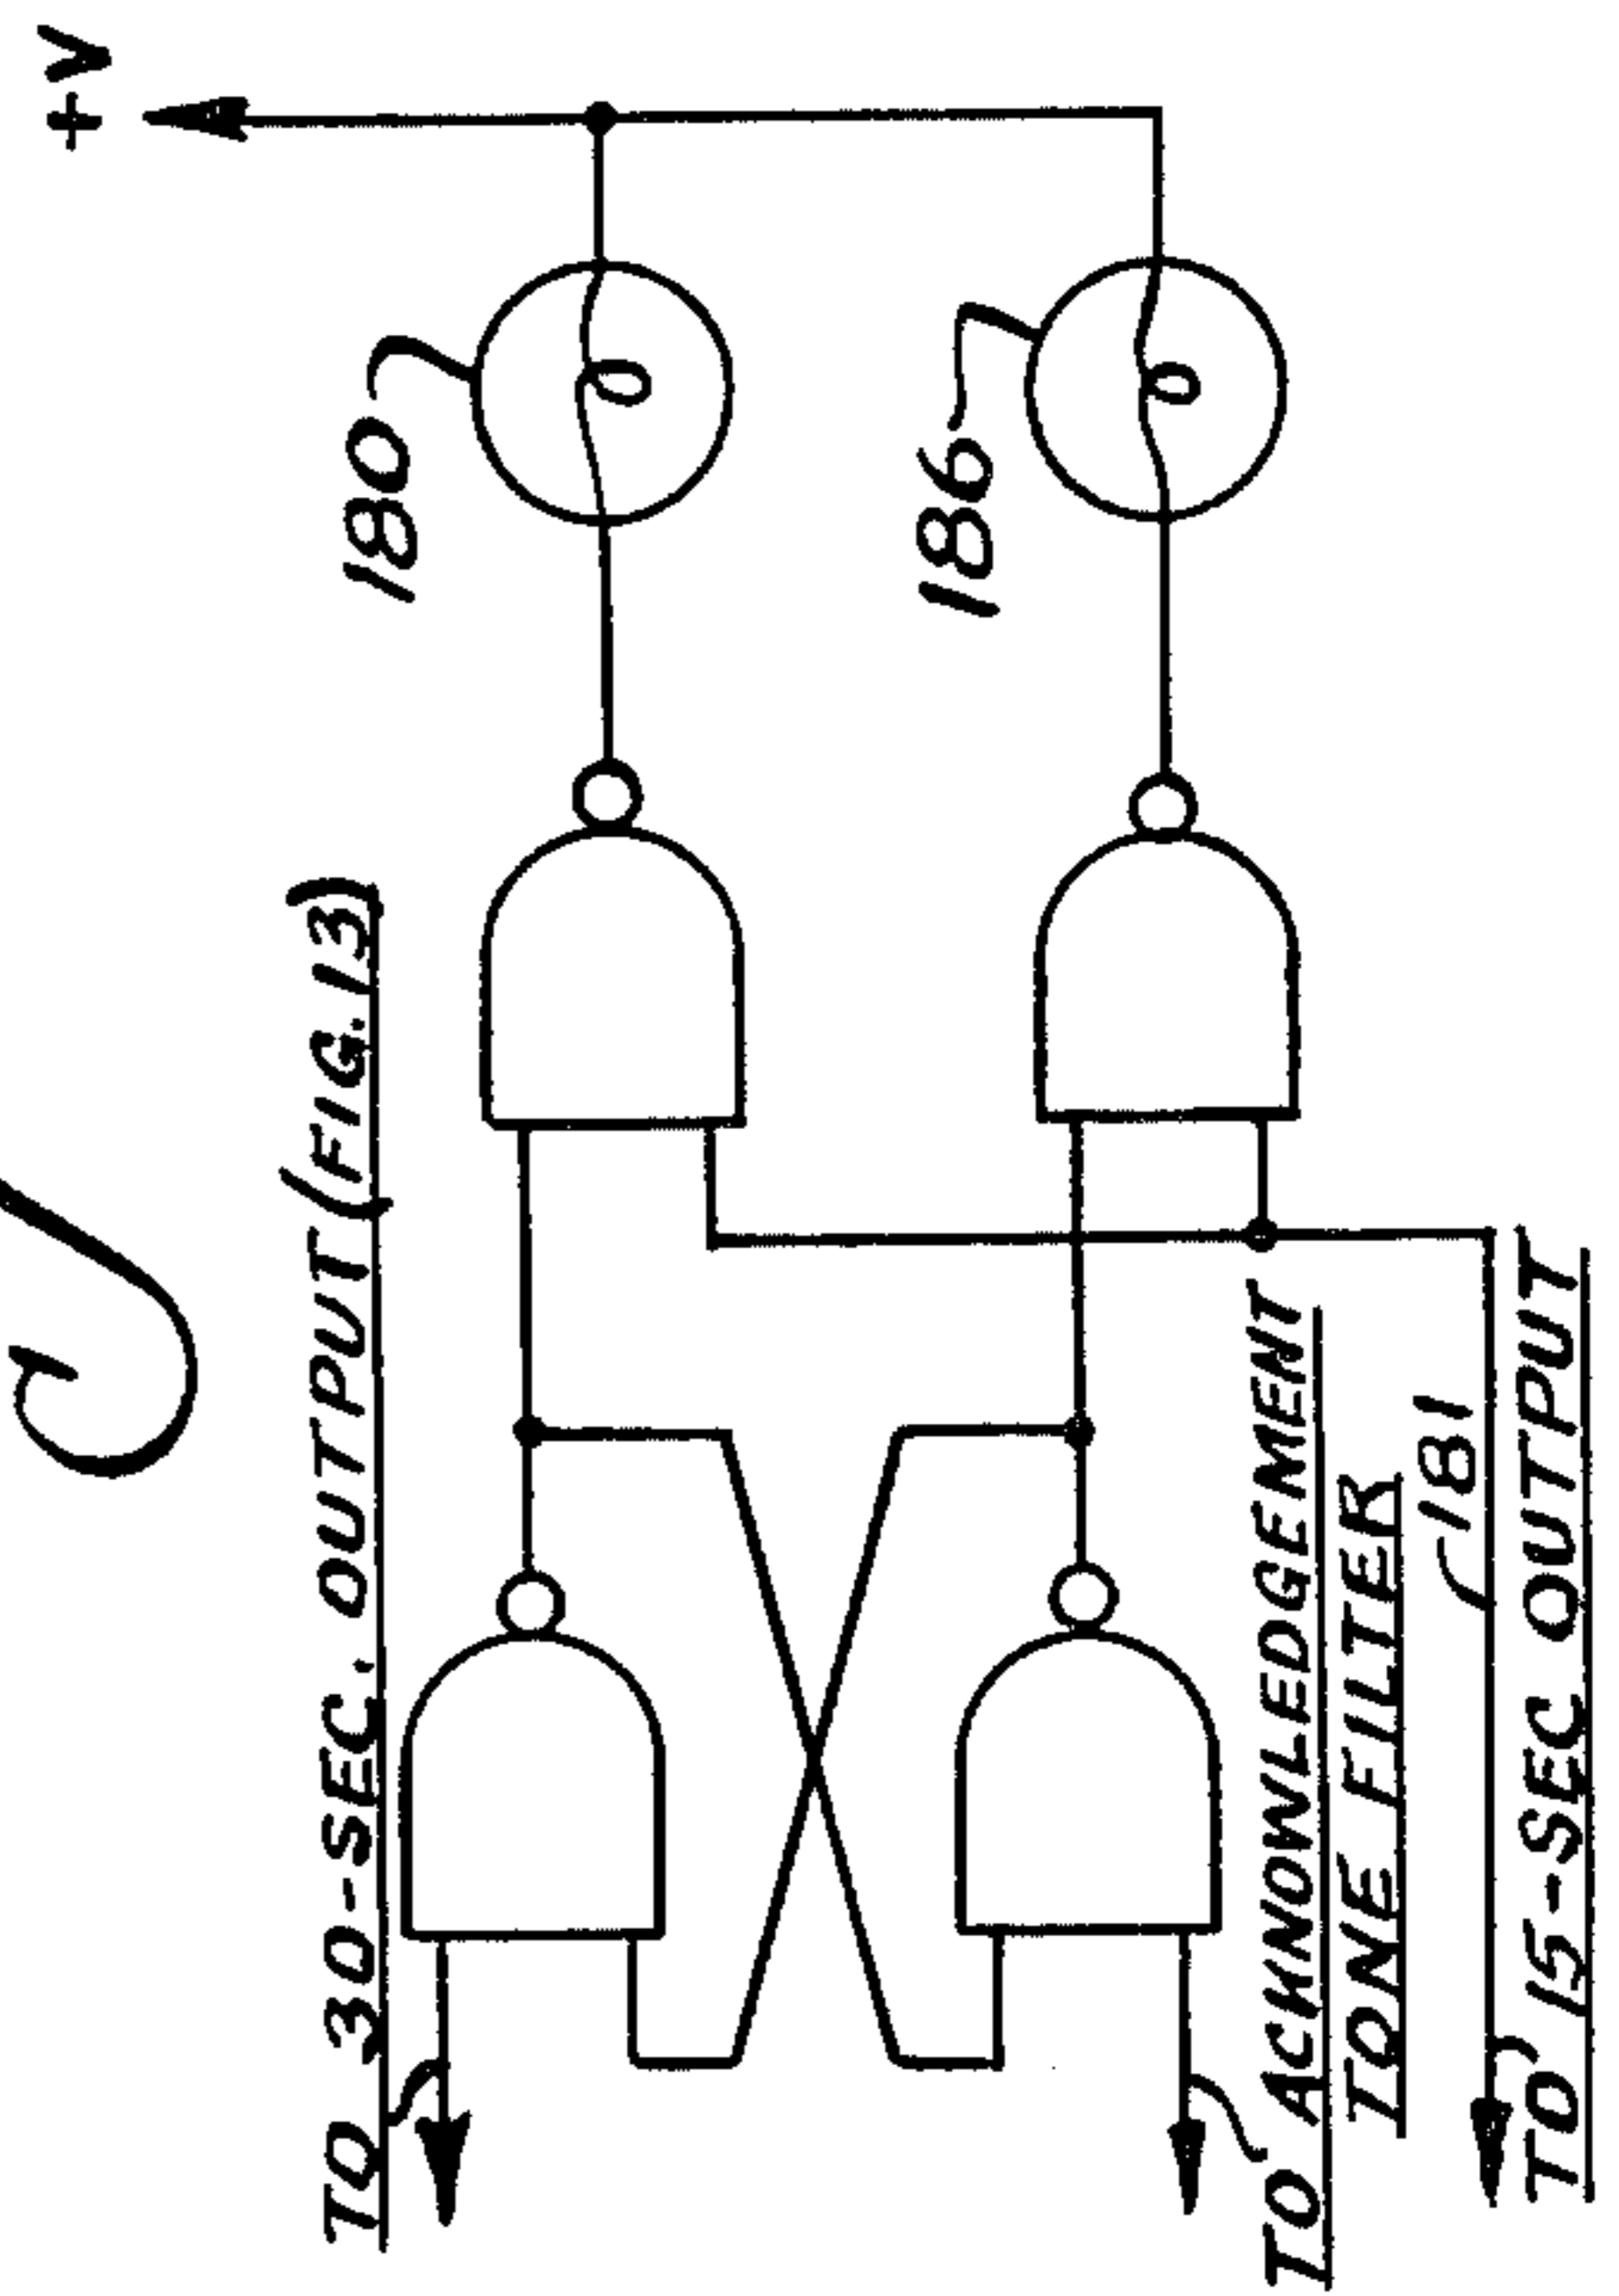 +V
180
186
TO 30-SEC. OUTPUT (FIG. 13)
TO ACKNOWLEDGEMENT
TONE FILTER
181
TO 15-SEC OUTPUT